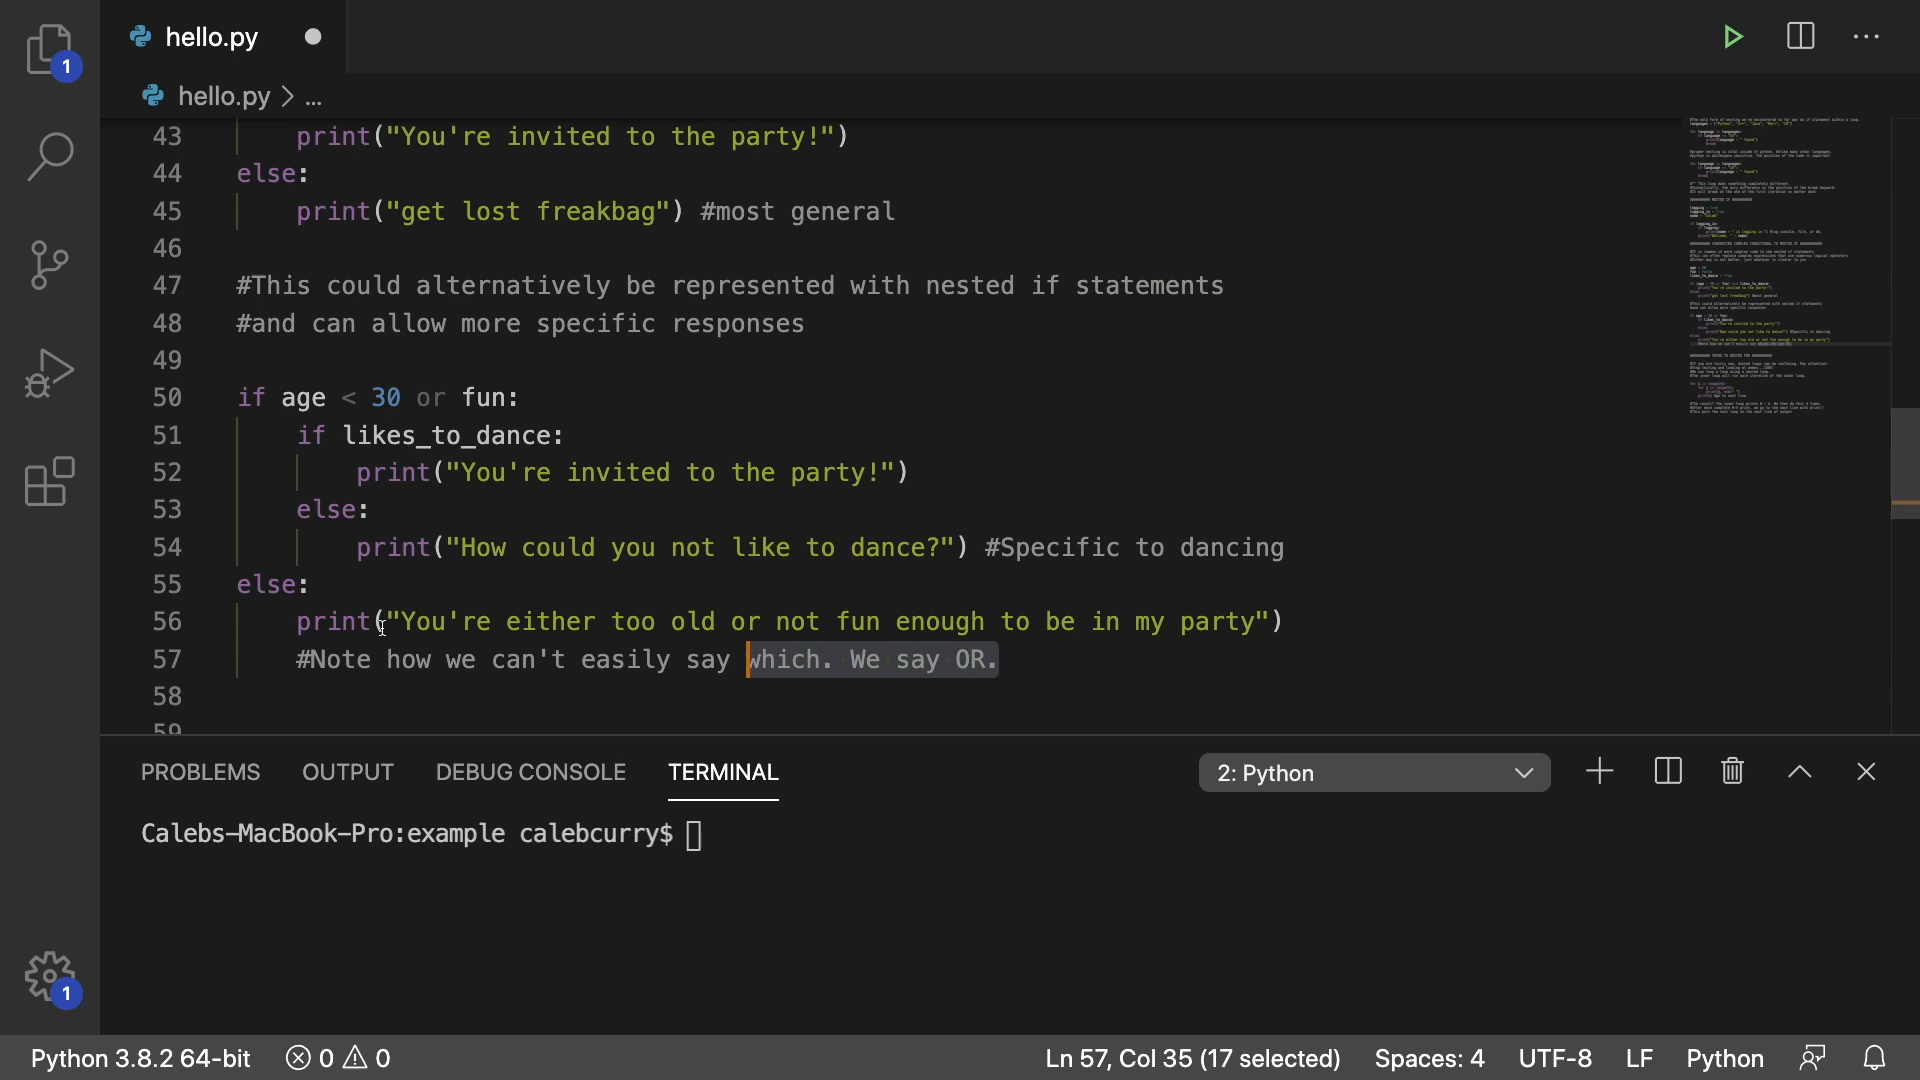 hello.py
hello.py > ...
1
43 print("You're invited to the party!")
44 else:
45 print("get lost freakbag") #most general
46
47 #This could alternatively be represented with nested if statements
48 #and can allow more specific responses
49
50 if age < 30 or fun:
51 if likes_to_dance:
52 print("You're invited to the party!")
53 else:
54 print("How could you not like to dance?") #Specific to dancing
55 else:
56 print("You're either too old or not fun enough to be in my party")
57 #Note how we can't easily say which. We say OR.
58
59
PROBLEMS OUTPUT DEBUG CONSOLE TERMINAL 2: Python
Calebs-MacBook-Pro:example calebcurry$
1
Python 3.8.2 64-bit 0 0 Ln 57, Col 35 (17 selected) Spaces: 4 UTF-8 LF Python